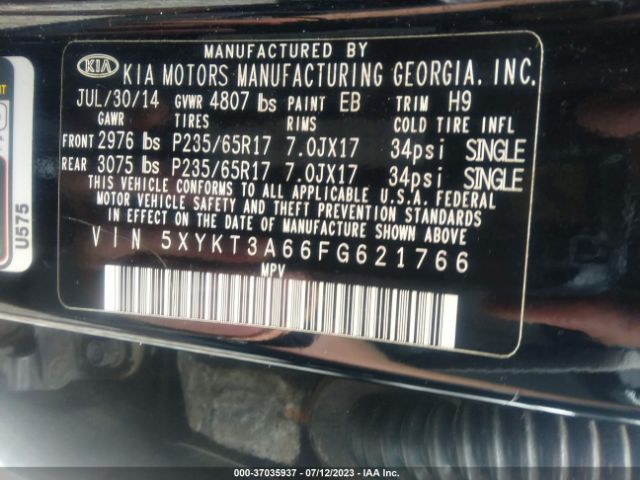 MANUFACTURED BY
KIA KIA MOTORS MANUFACTURING GEORGIA, INC.
JUL/30/14 GVWR 4807 lbs PAINT EB TRIM H9
GAWR TIRES RIMS COLD TIRE INFL
FRONT 2976 lbs P235/65R17 7.0JX17 34psi SINGLE
REAR 3075 lbs P235/65R17 7.0JX17 34psi SINGLE
THIS VEHICLE CONFORMS TO ALL APPLICABLE U.S.A. FEDERAL
MOTOR VEHICLE SAFETY AND THEFT PREVENTION STANDARDS
IN EFFECT ON THE DATE OF MANUFACTURE SHOWN ABOVE.
VIN 5XYKT3A66FG621766
MPV
U575
000-37035937 - 07/12/2023 - IAA Inc.